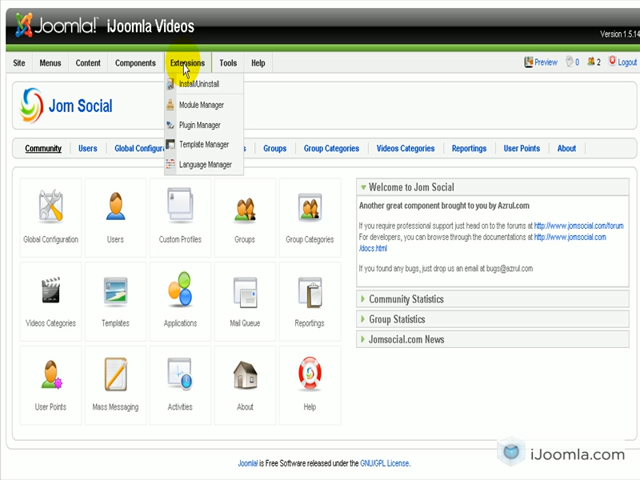 Joomla! iJoomla Videos
Version 1.5.14
Site Menus Content Components Extensions Tools Help Preview 0 2 Logout
Install/Uninstall
Module Manager
Plugin Manager
Template Manager
Language Manager
Jom Social
Community Users Global Configura s Groups Group Categories Videos Categories Reportings User Points About
Global Configuration Users Custom Profiles Groups Group Categories
Videos Categories Templates Applications Mail Queue Reportings
User Points Mass Messaging Activities About Help
Welcome to Jom Social
Another great component brought to you by Azrul.com
If you require professional support just head on to the forums at http://www.jomsocial.com/forum
For developers, you can browse through the documentations at http://www.jomsocial.com
/docs.html
If you found any bugs, just drop us an email at bugs@azrul.com
Community Statistics
Group Statistics
Jomsocial.com News
iJoomla.com
Joomla! is Free Software released under the GNU/GPL License.